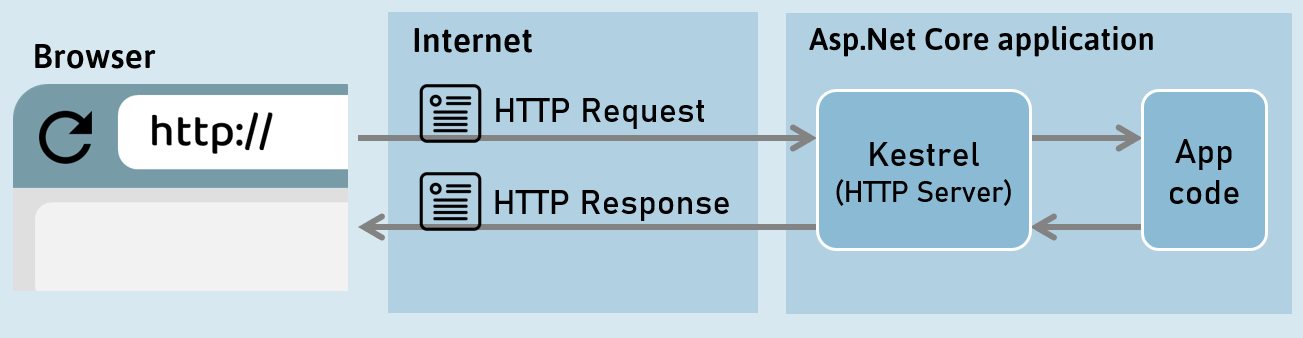 Browser
http://
Internet
HTTP Request
HTTP Response
Asp.Net Core application
Kestrel
(HTTP Server)
App
code